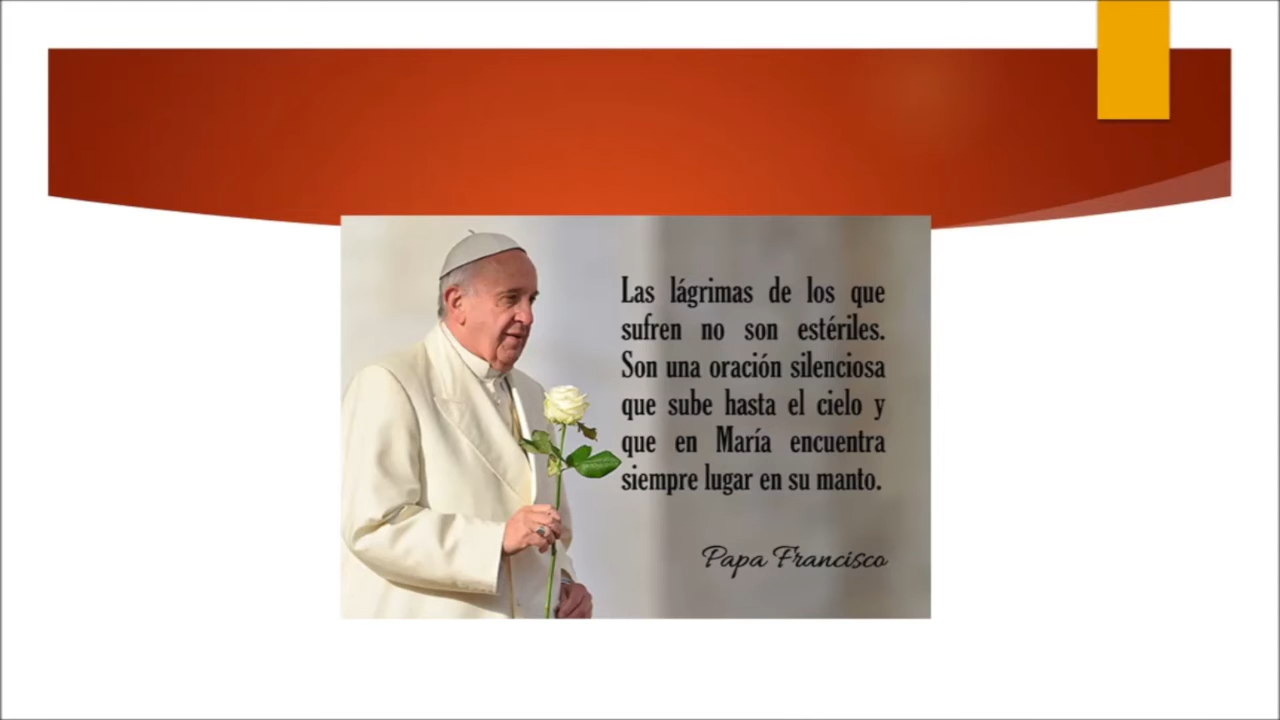 Las lágrimas de los que
sufren no son estériles.
Son una oración silenciosa
que sube hasta el cielo y
que en María encuentra
siempre lugar en su manto.
Papa Francisco